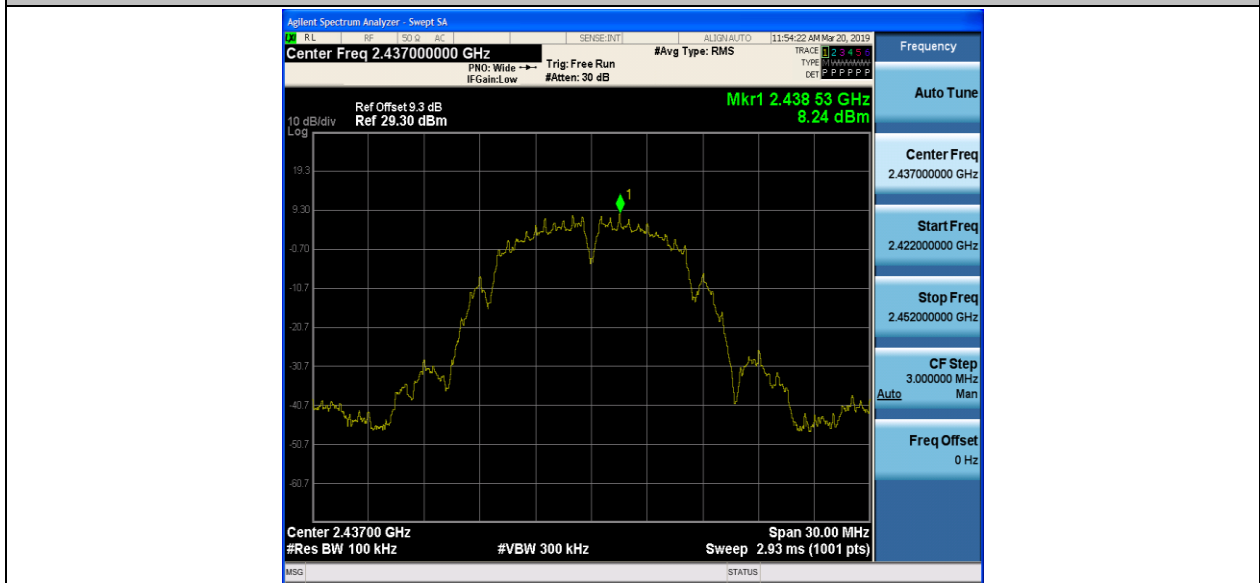 Agilent Spectrum Analyzer - Swept SA
RL RF 50 Ω AC SENSE:INT ALIGNAUTO 11:54:22 AM Mar 20, 2019
Center Freq 2.437000000 GHz #Avg Type: RMS TRACE 1 2 3 4 5 6
PNO: Wide Trig: Free Run TYPE M W W W W W
IFGain:Low #Atten: 30 dB DET P P P P P P
Mkr1 2.438 53 GHz
8.24 dBm
Ref Offset 9.3 dB
10 dB/div Ref 29.30 dBm
Log
19.3
9.30
-0.70
-10.7
-20.7
-30.7
-40.7
-50.7
-60.7
1
Center 2.43700 GHz Span 30.00 MHz
#Res BW 100 kHz #VBW 300 kHz Sweep 2.93 ms (1001 pts)
MSG STATUS
Frequency
Auto Tune
Center Freq
2.437000000 GHz
Start Freq
2.422000000 GHz
Stop Freq
2.452000000 GHz
CF Step
3.000000 MHz
Auto Man
Freq Offset
0 Hz